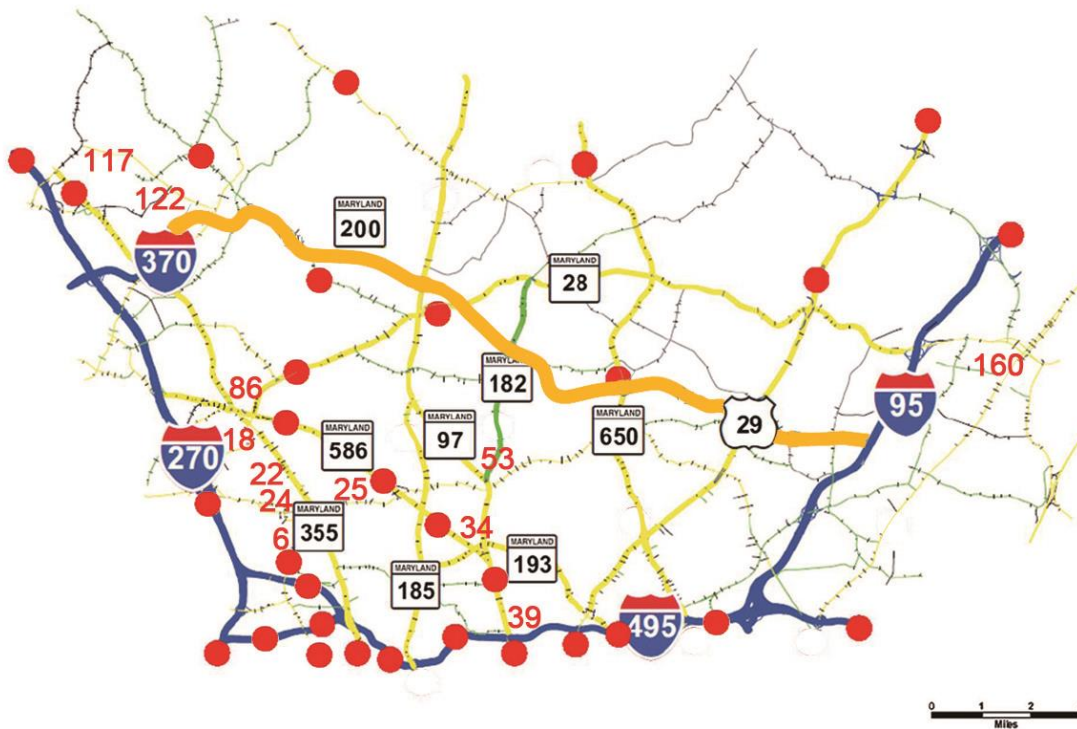 117
122
MARYLAND
200
370
MARYLAND
28
MARYLAND
182
160
86
95
18
270
MARYLAND
586
MARYLAND
97
53
MARYLAND
650
29
22
24
25
MARYLAND
355
34
6
MARYLAND
193
MARYLAND
185
39
495
0 1 2
Miles